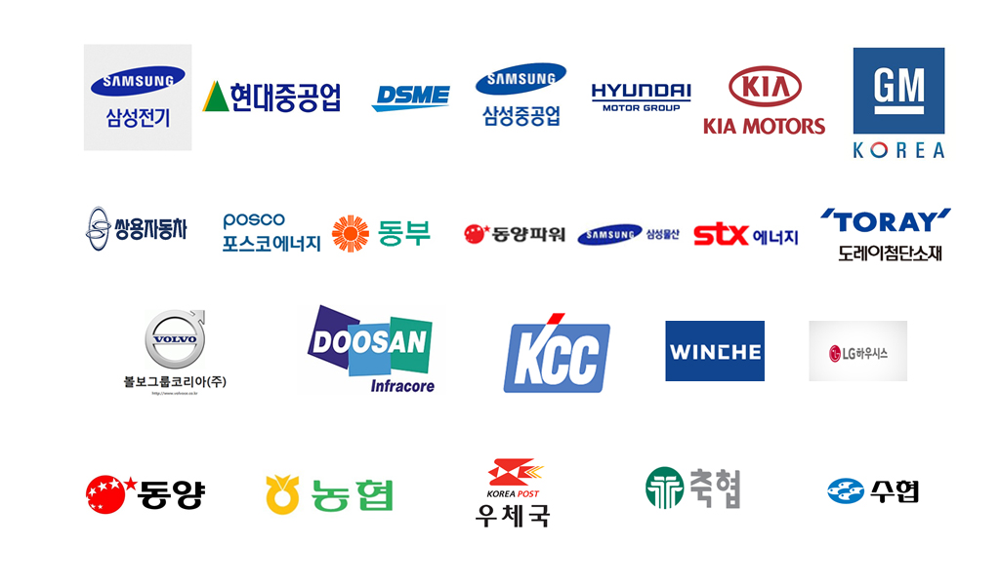 SAMSUNG
삼성전기
현대중공업
DSME
SAMSUNG
삼성중공업
HYUNDAI
MOTOR GROUP
KIA
KIA MOTORS
GM
KOREA
쌍용자동차
posco
포스코에너지
동부
동양파워
SAMSUNG
삼성물산
stx 에너지
TORAY
도레이첨단소재
VOLVO
볼보그룹코리아(주)
DOOSAN
Infracore
KCC
WINCHE
LG하우시스
동양
농협
KOREA POST
우체국
축협
수협